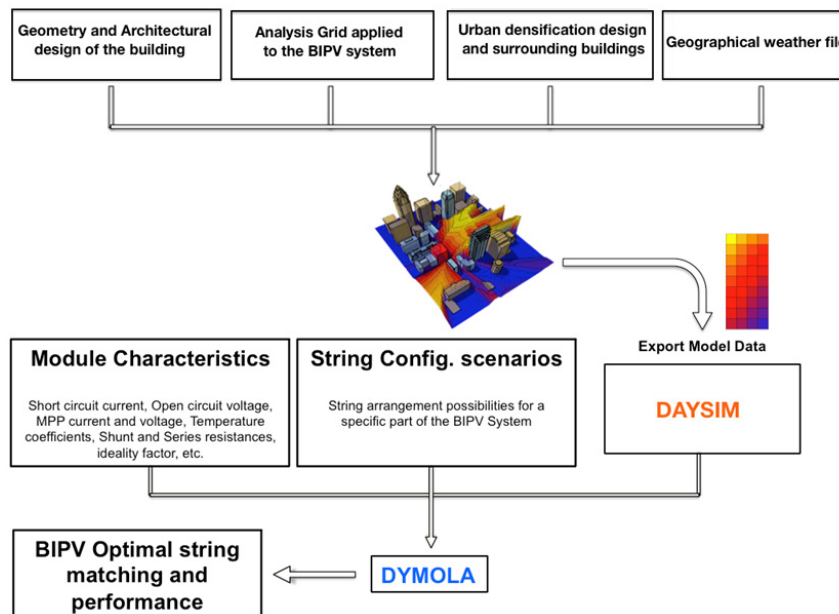 Geometry and Architectural
design of the building
Analysis Grid applied
to the BIPV system
Urban densification design
and surrounding buildings
Geographical weather fil
Export Model Data
Module Characteristics
Short circuit current, Open circuit voltage,
MPP current and voltage, Temperature
coefficients, Shunt and Series resistances,
ideality factor, etc.
String Config. scenarios
String arrangement possibilities for a
specific part of the BIPV System
DAYSIM
BIPV Optimal string
matching and
performance
DYMOLA